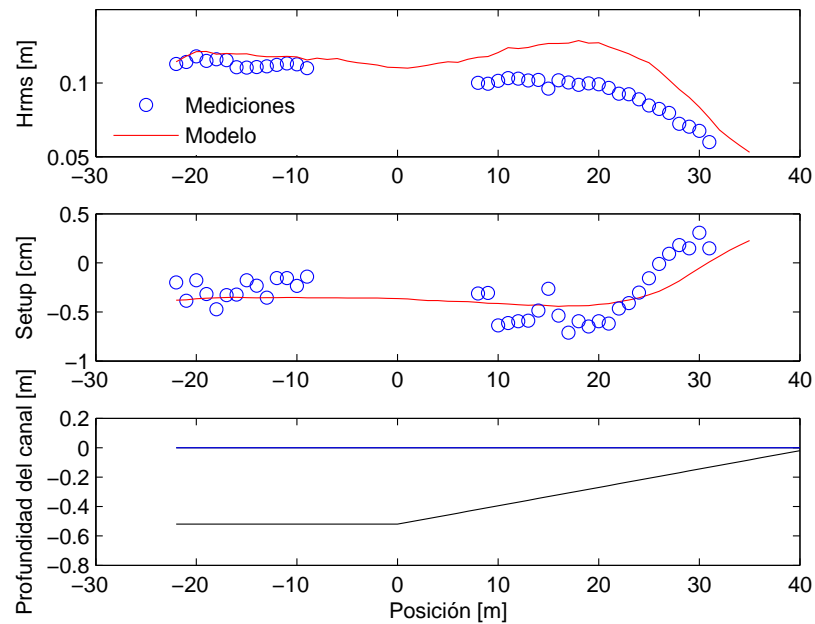 Hrms [m]
0.1
0.05
Mediciones
Modelo
−30 −20 −10 0 10 20 30 40
Setup [cm]
0.5
0
−0.5
−1
−30 −20 −10 0 10 20 30 40
Profundidad del canal [m]
0.2
0
−0.2
−0.4
−0.6
−0.8
−30 −20 −10 0 10 20 30 40
Posición [m]